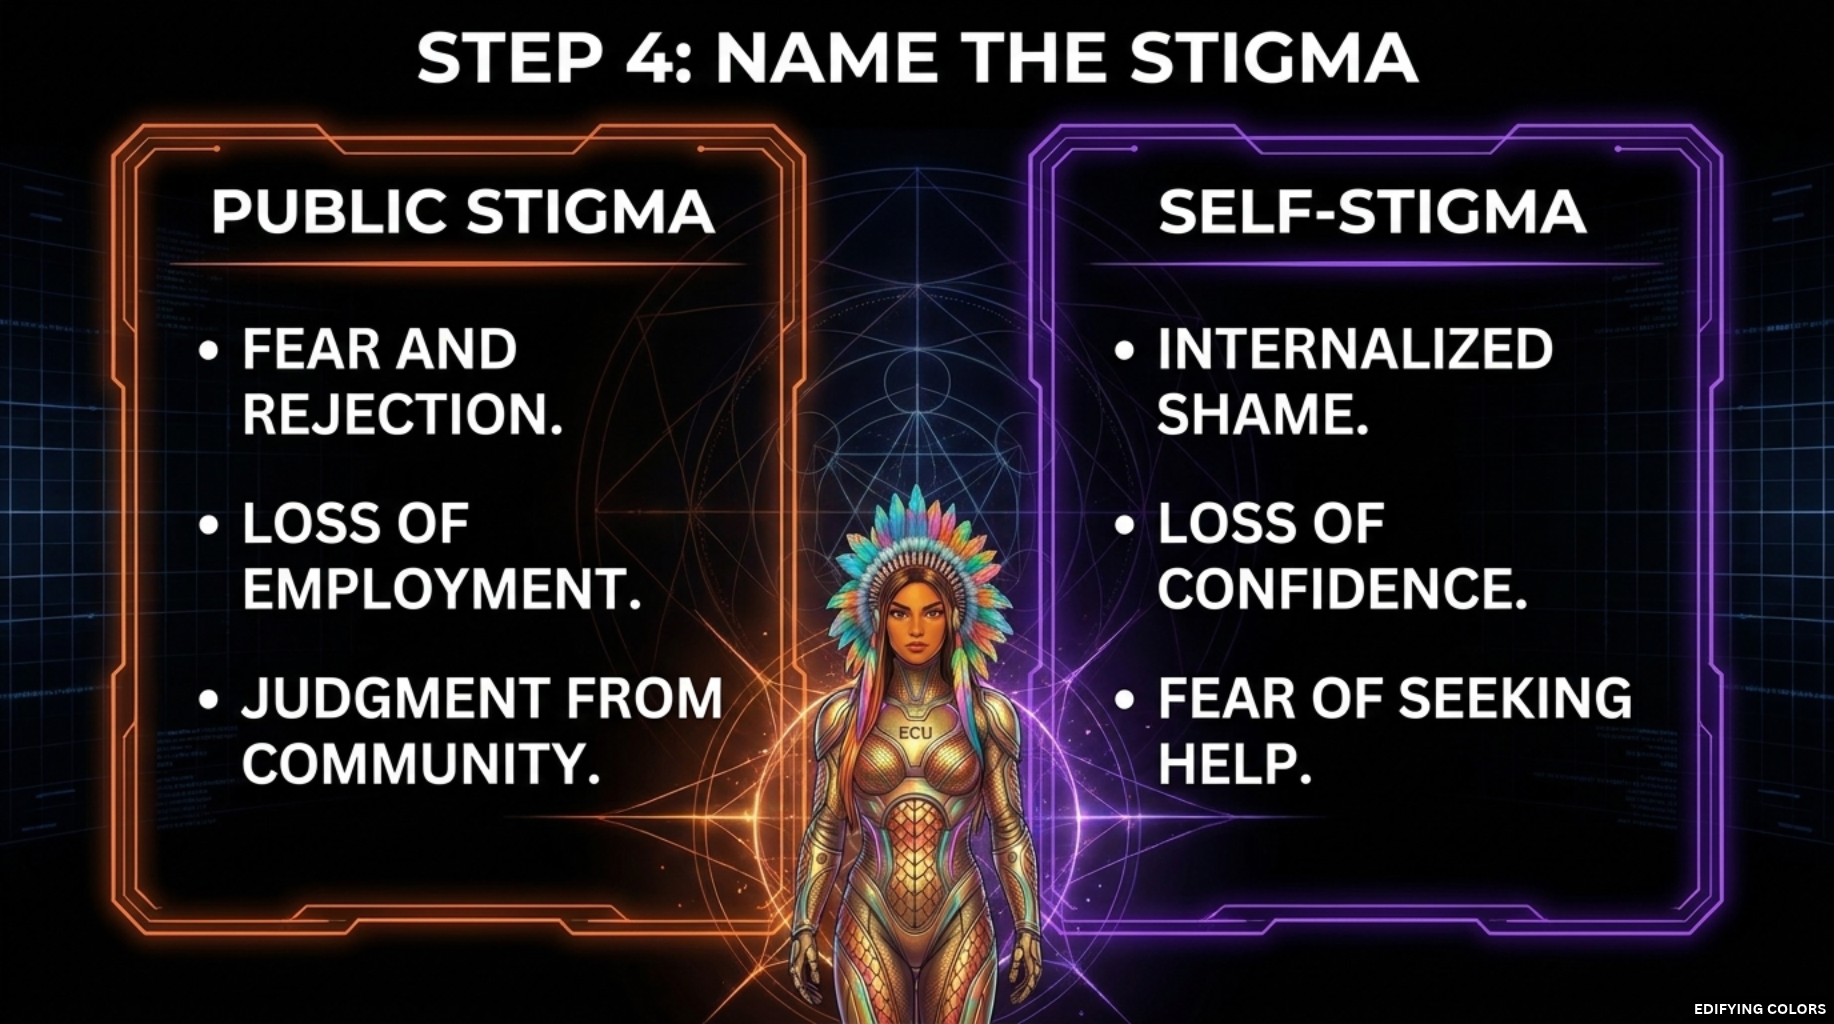 STEP 4: NAME THE STIGMA
PUBLIC STIGMA
• FEAR AND
REJECTION.
• LOSS OF
EMPLOYMENT.
• JUDGMENT FROM
COMMUNITY.
SELF-STIGMA
• INTERNALIZED
SHAME.
• LOSS OF
CONFIDENCE.
• FEAR OF SEEKING
HELP.
ECU
EDIFYING COLORS